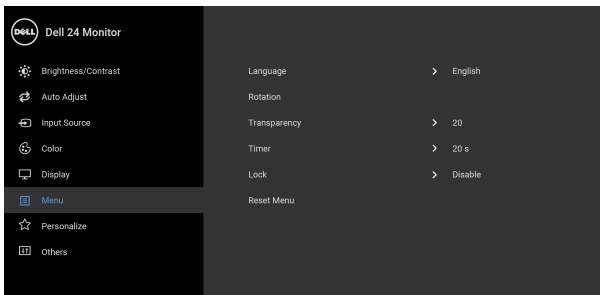 DELL Dell 24 Monitor
Brightness/Contrast
Auto Adjust
Input Source
Color
Display
Menu
Personalize
Others
Language > English
Rotation
Transparency > 20
Timer > 20 s
Lock > Disable
Reset Menu